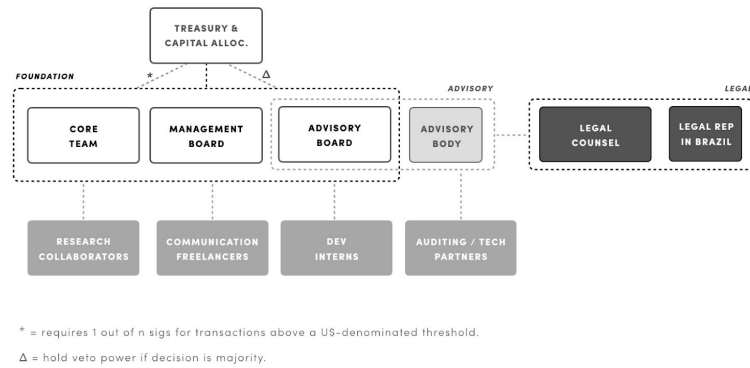 TREASURY &
CAPITAL ALLOC.
*
Δ
FOUNDATION
ADVISORY
LEGAL
CORE
TEAM
MANAGEMENT
BOARD
ADVISORY
BOARD
ADVISORY
BODY
LEGAL
COUNSEL
LEGAL REP
IN BRAZIL
RESEARCH
COLLABORATORS
COMMUNICATION
FREELANCERS
DEV
INTERNS
AUDITING / TECH
PARTNERS
* = requires 1 out of n sigs for transactions above a U$-denominated threshold.
Δ = hold veto power if decision is majority.